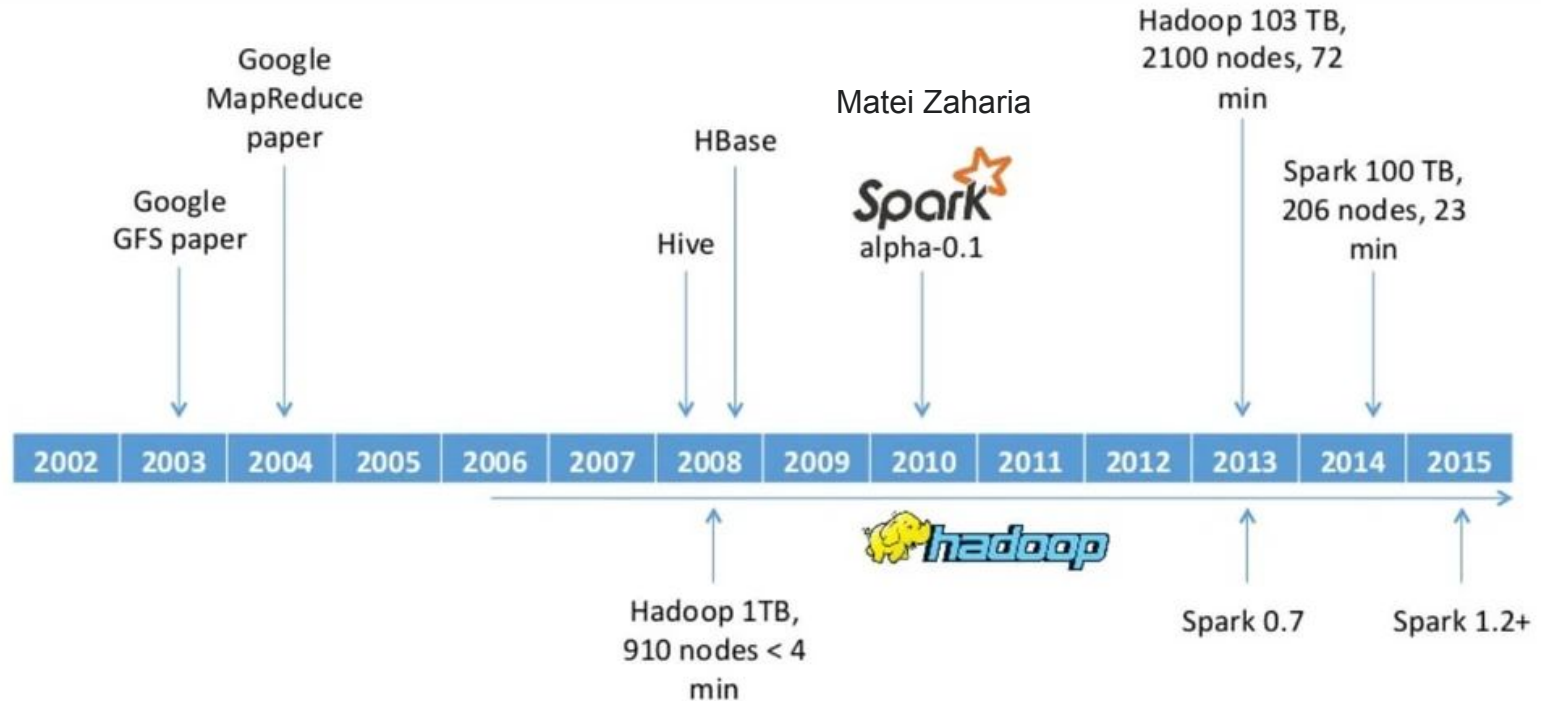 Google
GFS paper
Google
MapReduce
paper
Hive
HBase
Matei Zaharia
Spark
alpha-0.1
Hadoop 103 TB,
2100 nodes, 72
min
Spark 100 TB,
206 nodes, 23
min
2002 2003 2004 2005 2006 2007 2008 2009 2010 2011 2012 2013 2014 2015
Hadoop 1TB,
910 nodes < 4
min
hadoop
Spark 0.7
Spark 1.2+